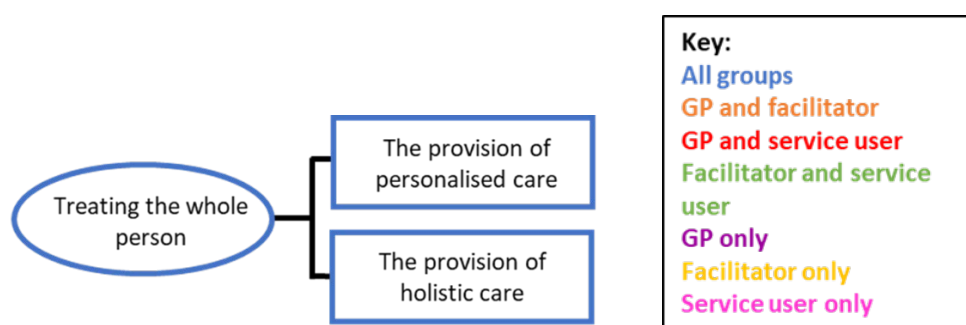 Treating the whole
person
The provision of
personalised care
The provision of
holistic care
Key:
All groups
GP and facilitator
GP and service user
Facilitator and service
user
GP only
Facilitator only
Service user only